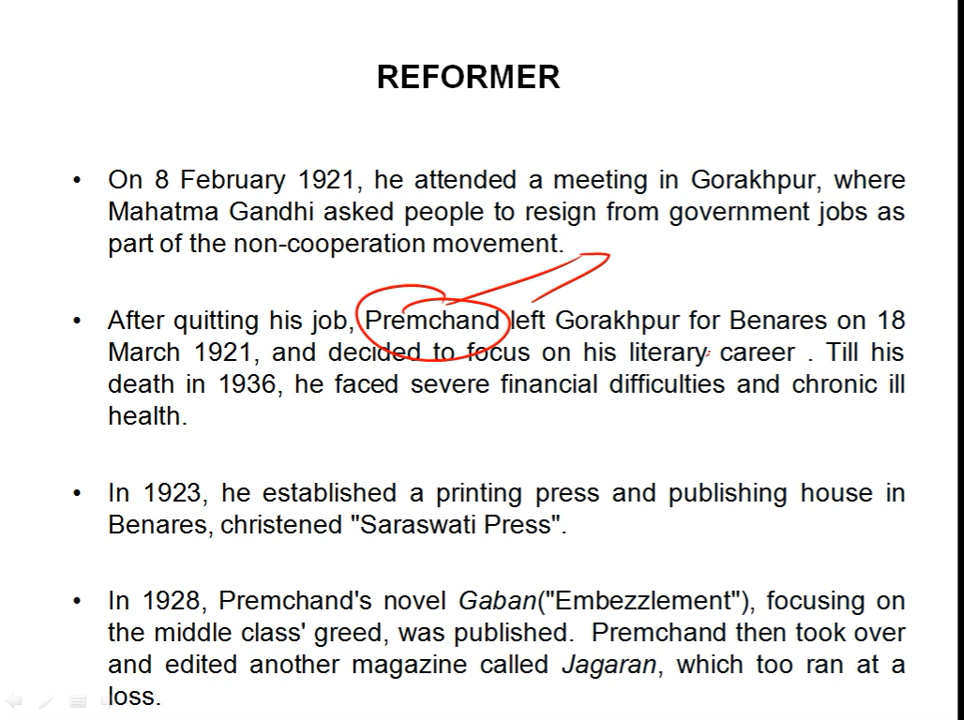 REFORMER
• On 8 February 1921, he attended a meeting in Gorakhpur, where
Mahatma Gandhi asked people to resign from government jobs as
part of the non-cooperation movement.
• After quitting his job, Premchand left Gorakhpur for Benares on 18
March 1921, and decided to focus on his literary career . Till his
death in 1936, he faced severe financial difficulties and chronic ill
health.
• In 1923, he established a printing press and publishing house in
Benares, christened "Saraswati Press".
• In 1928, Premchand's novel Gaban("Embezzlement"), focusing on
the middle class' greed, was published. Premchand then took over
and edited another magazine called Jagaran, which too ran at a
loss.